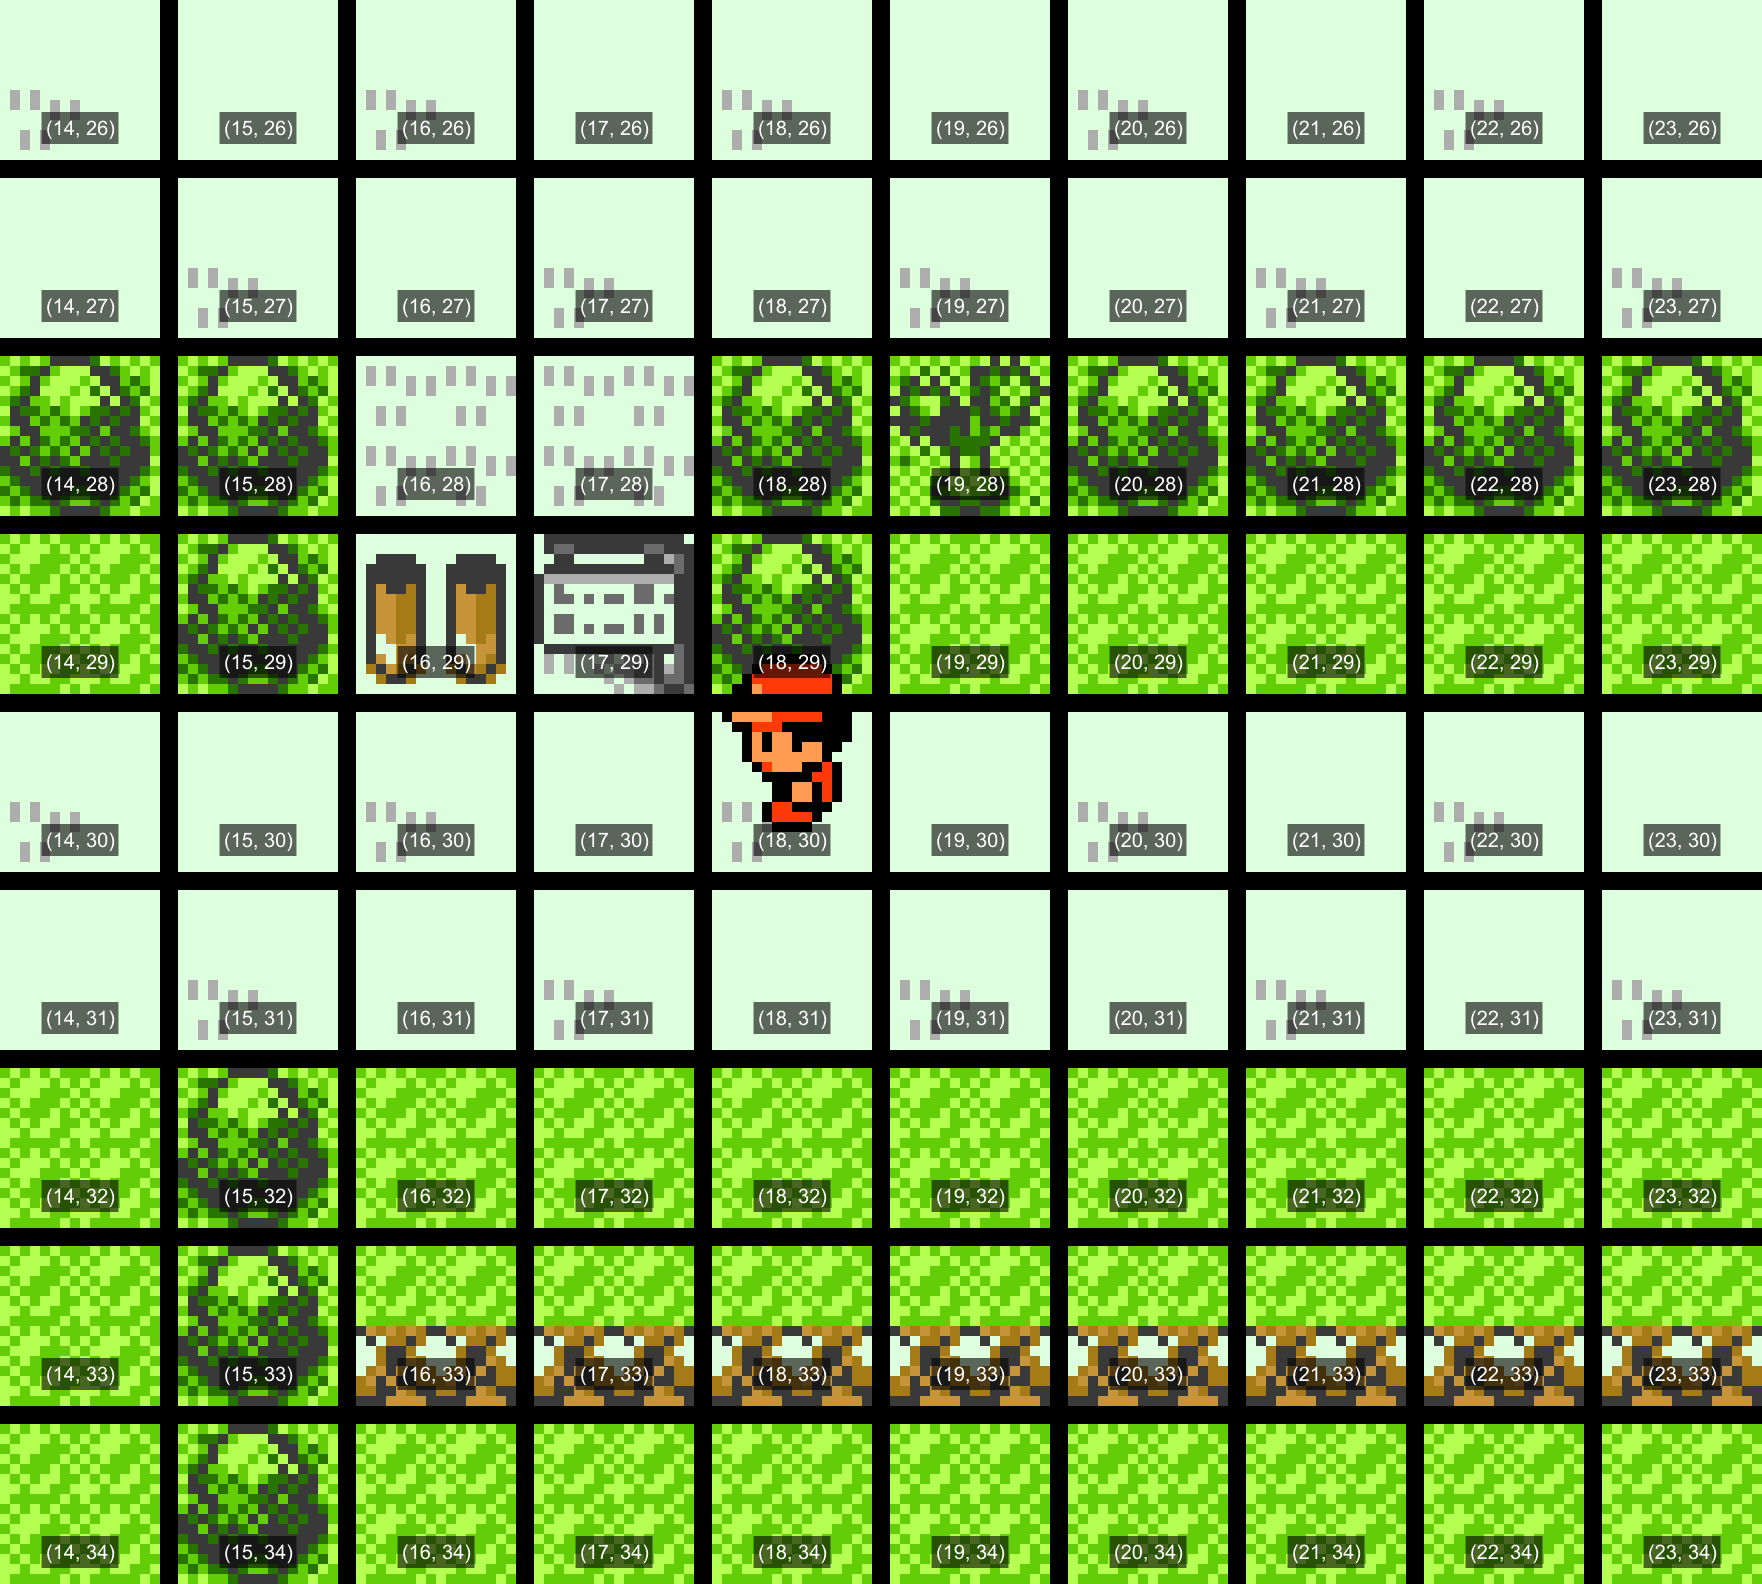 (14, 26) (15, 26) (16, 26) (17, 26) (18, 26) (19, 26) (20, 26) (21, 26) (22, 26) (23, 26)
(14, 27) (15, 27) (16, 27) (17, 27) (18, 27) (19, 27) (20, 27) (21, 27) (22, 27) (23, 27)
(14, 28) (15, 28) (16, 28) (17, 28) (18, 28) (19, 28) (20, 28) (21, 28) (22, 28) (23, 28)
(14, 29) (15, 29) (16, 29) (17, 29) (18, 29) (19, 29) (20, 29) (21, 29) (22, 29) (23, 29)
(14, 30) (15, 30) (16, 30) (17, 30) (18, 30) (19, 30) (20, 30) (21, 30) (22, 30) (23, 30)
(14, 31) (15, 31) (16, 31) (17, 31) (18, 31) (19, 31) (20, 31) (21, 31) (22, 31) (23, 31)
(14, 32) (15, 32) (16, 32) (17, 32) (18, 32) (19, 32) (20, 32) (21, 32) (22, 32) (23, 32)
(14, 33) (15, 33) (16, 33) (17, 33) (18, 33) (19, 33) (20, 33) (21, 33) (22, 33) (23, 33)
(14, 34) (15, 34) (16, 34) (17, 34) (18, 34) (19, 34) (20, 34) (21, 34) (22, 34) (23, 34)